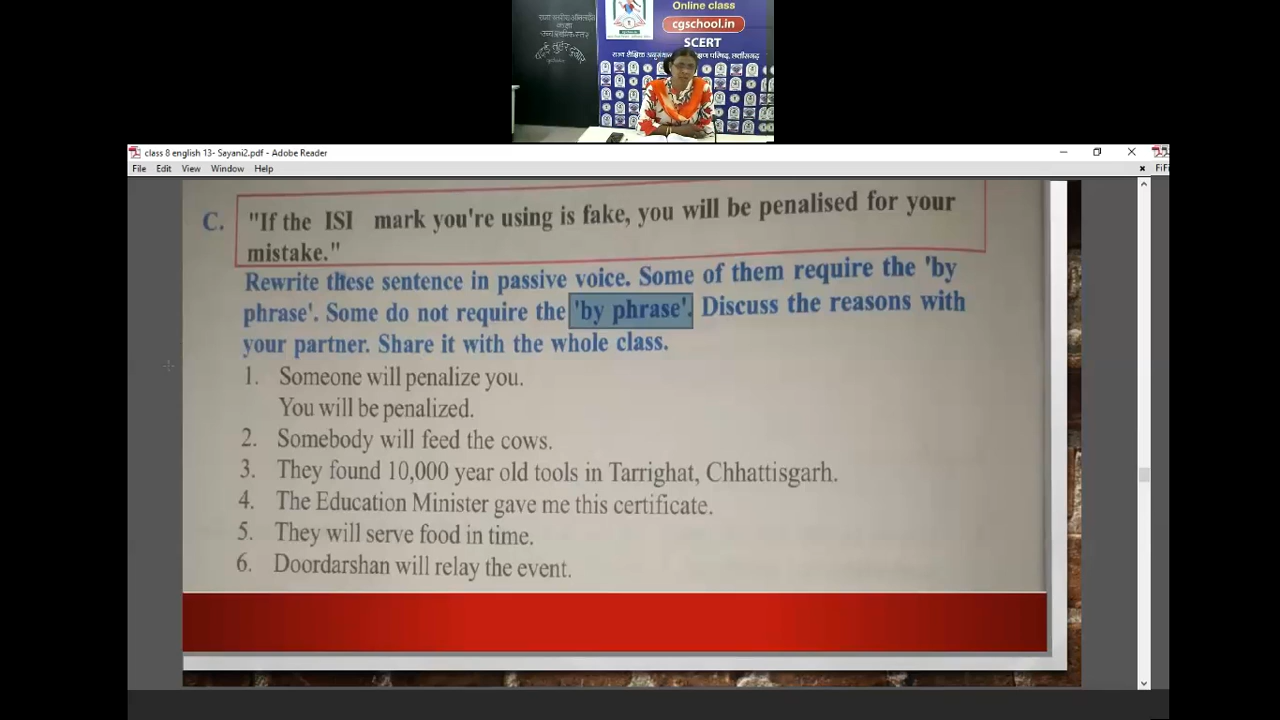 Online class
cgschool.in
SCERT
class 8 english 13- Sayani2.pdf - Adobe Reader
File Edit View Window Help
C. "If the ISI mark you're using is fake, you will be penalised for your
mistake."
Rewrite these sentence in passive voice. Some of them require the 'by
phrase'. Some do not require the 'by phrase'. Discuss the reasons with
your partner. Share it with the whole class.
1. Someone will penalize you.
You will be penalized.
2. Somebody will feed the cows.
3. They found 10,000 year old tools in Tarrighat, Chhattisgarh.
4. The Education Minister gave me this certificate.
5. They will serve food in time.
6. Doordarshan will relay the event.